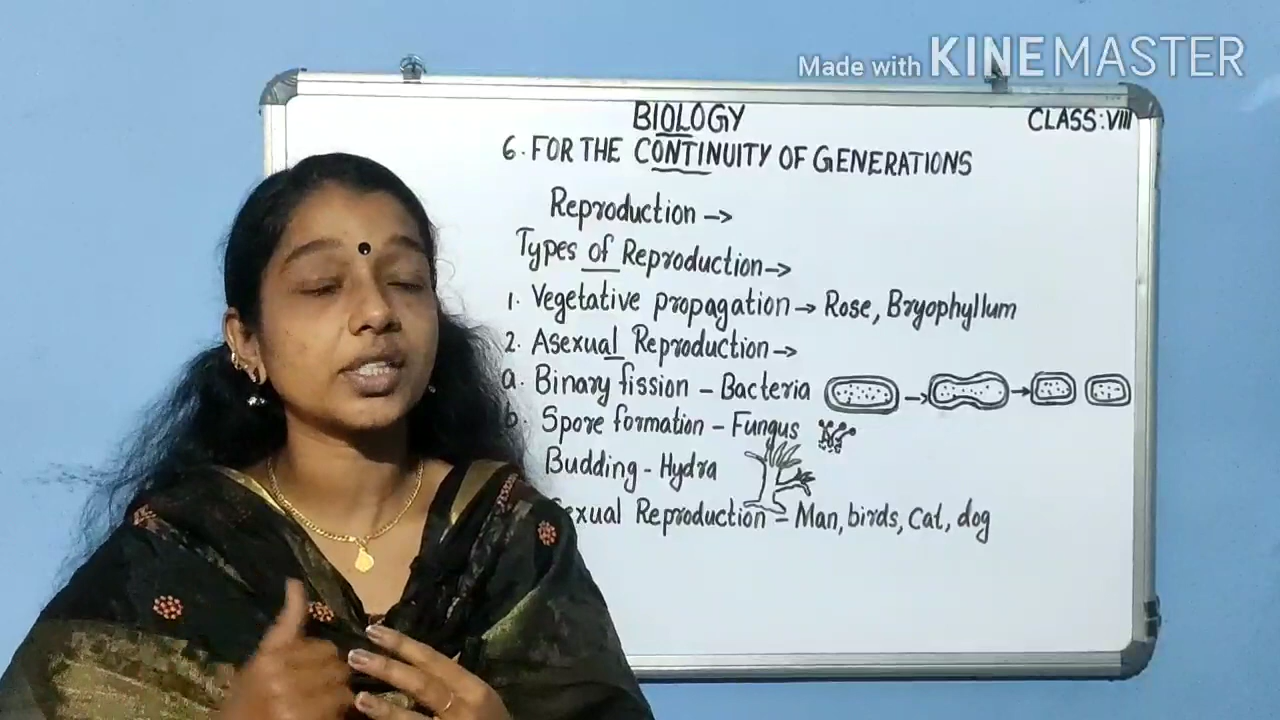 Made with KINEMASTER
BIOLOGY
CLASS: VIII
6. FOR THE CONTINUITY OF GENERATIONS
Reproduction →
Types of Reproduction →
1. Vegetative propagation → Rose, Bryophyllum
2. Asexual Reproduction →
a. Binary fission - Bacteria
b. Spore formation - Fungus
Budding - Hydra
Sexual Reproduction - Man, birds, Cat, dog